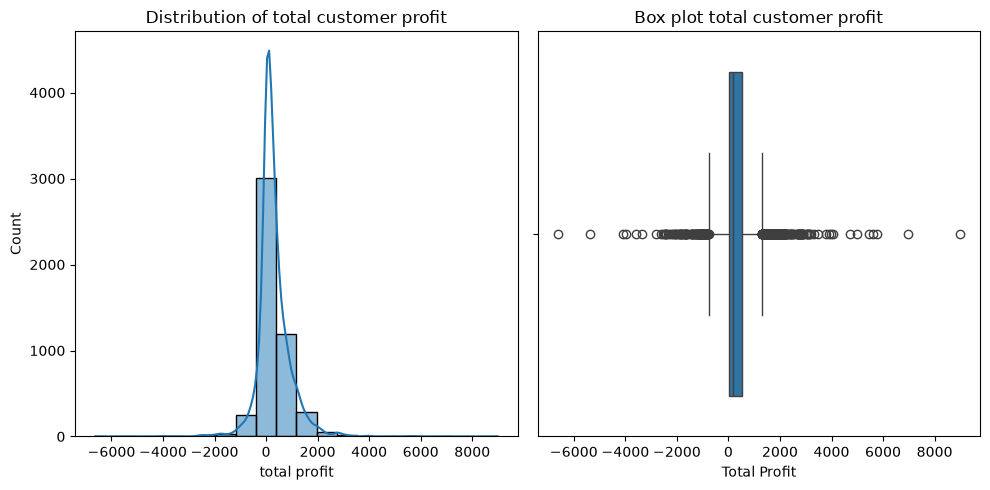 Distribution of total customer profit
Count
4000
3000
2000
1000
0
−6000 −4000 −2000 0 2000 4000 6000 8000
total profit
Box plot total customer profit
−6000 −4000 −2000 0 2000 4000 6000 8000
Total Profit